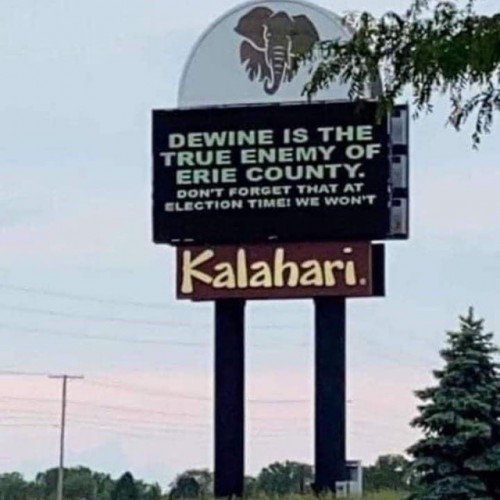 DEWINE IS THE
TRUE ENEMY OF
ERIE COUNTY.
DON'T FORGET THAT AT
ELECTION TIME! WE WON'T
Kalahari.